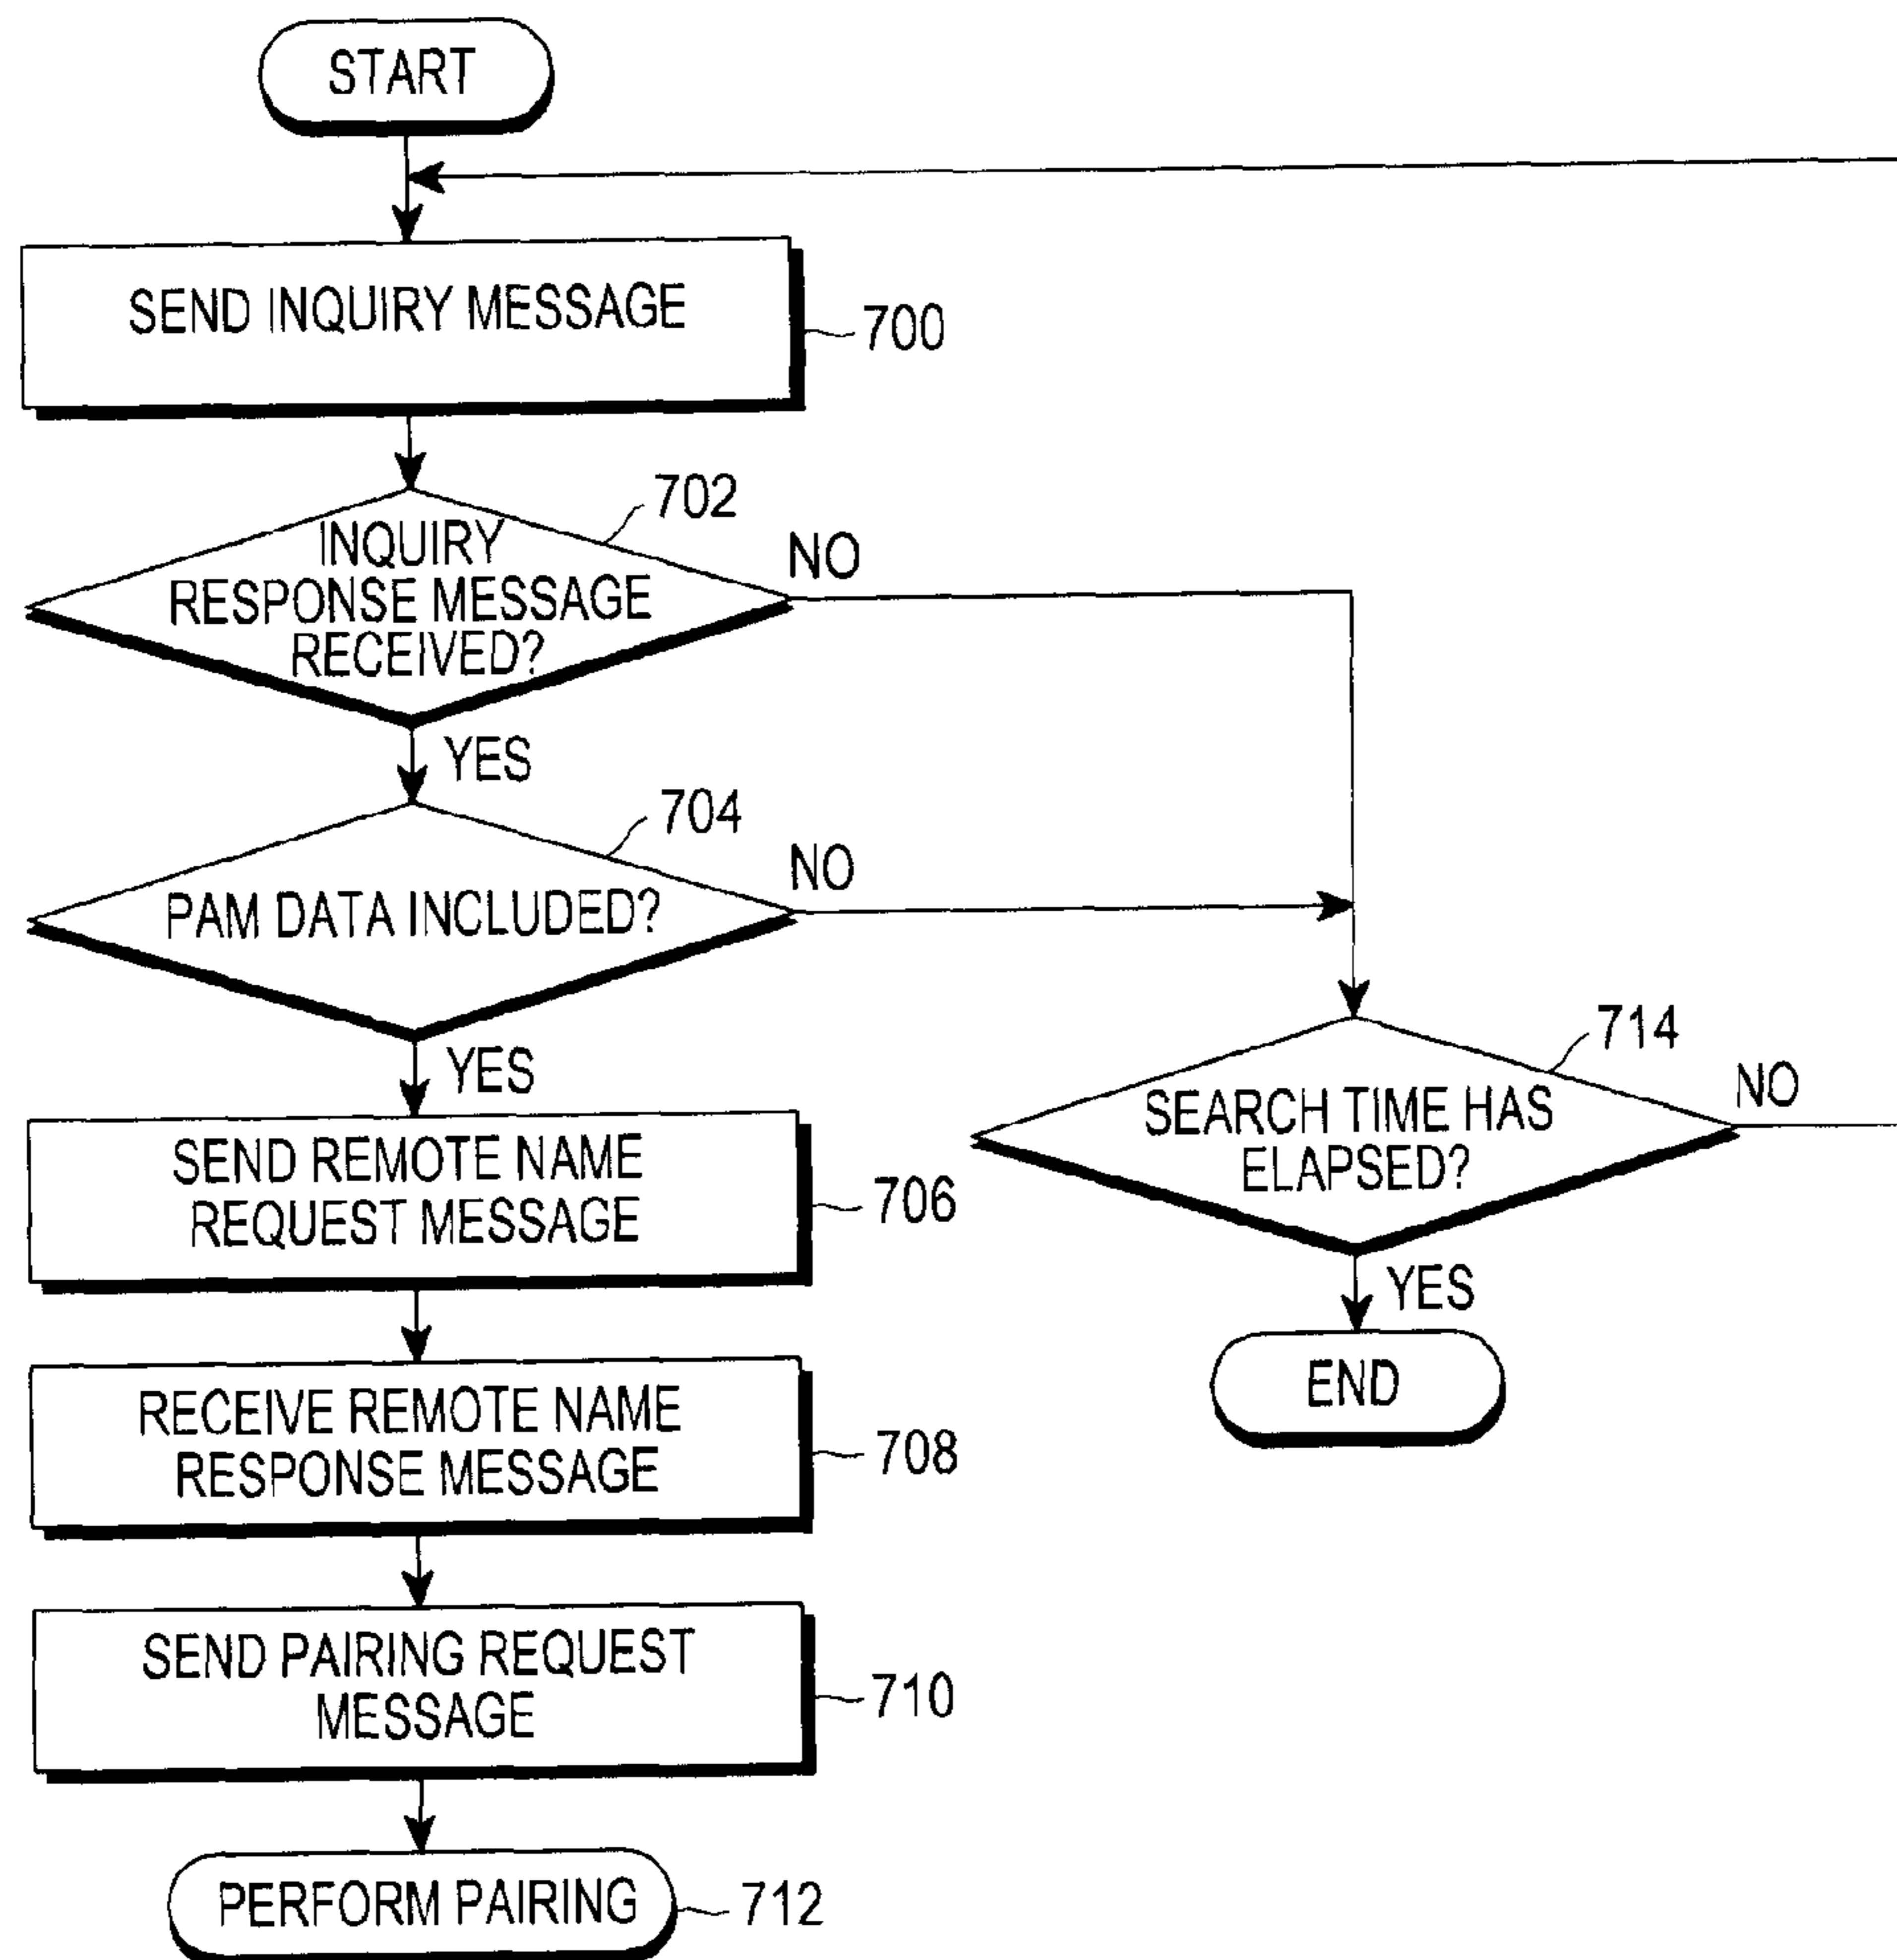 START
SEND INQUIRY MESSAGE
700
702
INQUIRY
RESPONSE MESSAGE
RECEIVED?
NO
YES
704
PAM DATA INCLUDED?
NO
YES
714
SEARCH TIME HAS
ELAPSED?
NO
YES
END
SEND REMOTE NAME
REQUEST MESSAGE
706
RECEIVE REMOTE NAME
RESPONSE MESSAGE
708
SEND PAIRING REQUEST
MESSAGE
710
PERFORM PAIRING
712